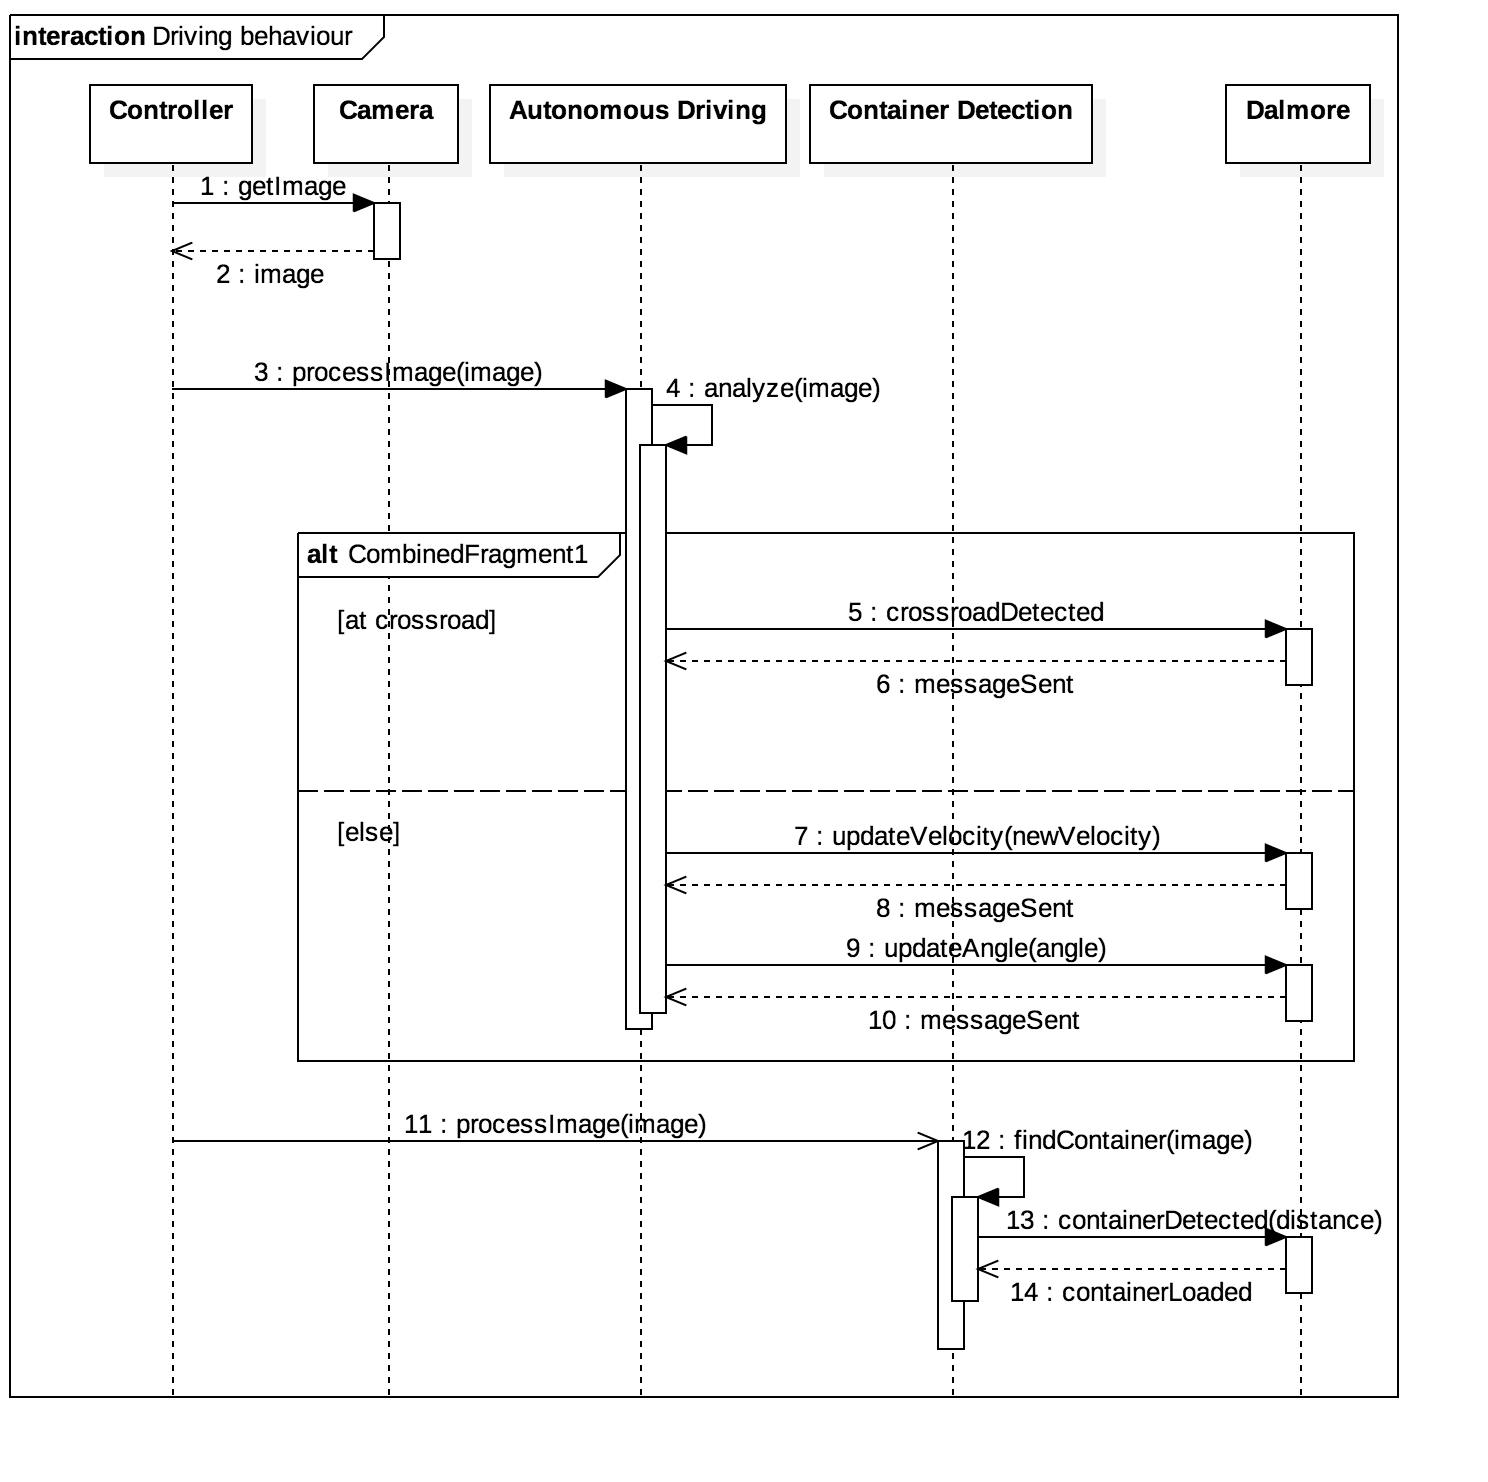 interaction Driving behaviour
Controller
Camera
Autonomous Driving
Container Detection
Dalmore
1 : getImage
2 : image
3 : processImage(image)
4 : analyze(image)
alt CombinedFragment1
[at crossroad]
5 : crossroadDetected
6 : messageSent
[else]
7 : updateVelocity(newVelocity)
8 : messageSent
9 : updateAngle(angle)
10 : messageSent
11 : processImage(image)
12 : findContainer(image)
13 : containerDetected(distance)
14 : containerLoaded